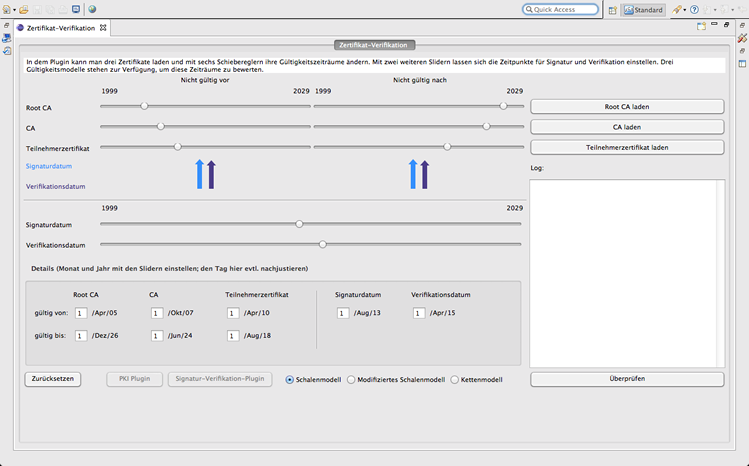 Quick Access
Standard
Zertifikat-Verifikation
Zertifikat-Verifikation
In dem Plugin kann man drei Zertifikate laden und mit sechs Schiebereglern ihre Gültigkeitszeiträume ändern. Mit zwei weiteren Slidern lassen sich die Zeitpunkte für Signatur und Verifikation einstellen. Drei
Gültigkeitsmodelle stehen zur Verfügung, um diese Zeiträume zu bewerten.
Nicht gültig vor Nicht gültig nach
1999 2029 1999 2029
Root CA Root CA laden
CA CA laden
Teilnehmerzertifikat Teilnehmerzertifikat laden
Signaturdatum Log:
Verifikationsdatum
1999 2029
Signaturdatum
Verifikationsdatum
Details (Monat und Jahr mit den Slidern einstellen; den Tag hier evtl. nachjustieren)
Root CA CA Teilnehmerzertifikat Signaturdatum Verifikationsdatum
gültig von: 1 /Apr/05 1 /Okt/07 1 /Apr/10 1 /Aug/13 1 /Apr/15
gültig bis: 1 /Dez/26 1 /Jun/24 1 /Aug/18
Zurücksetzen PKI Plugin Signatur-Verifikation-Plugin Schalenmodell Modifiziertes Schalenmodell Kettenmodell Überprüfen